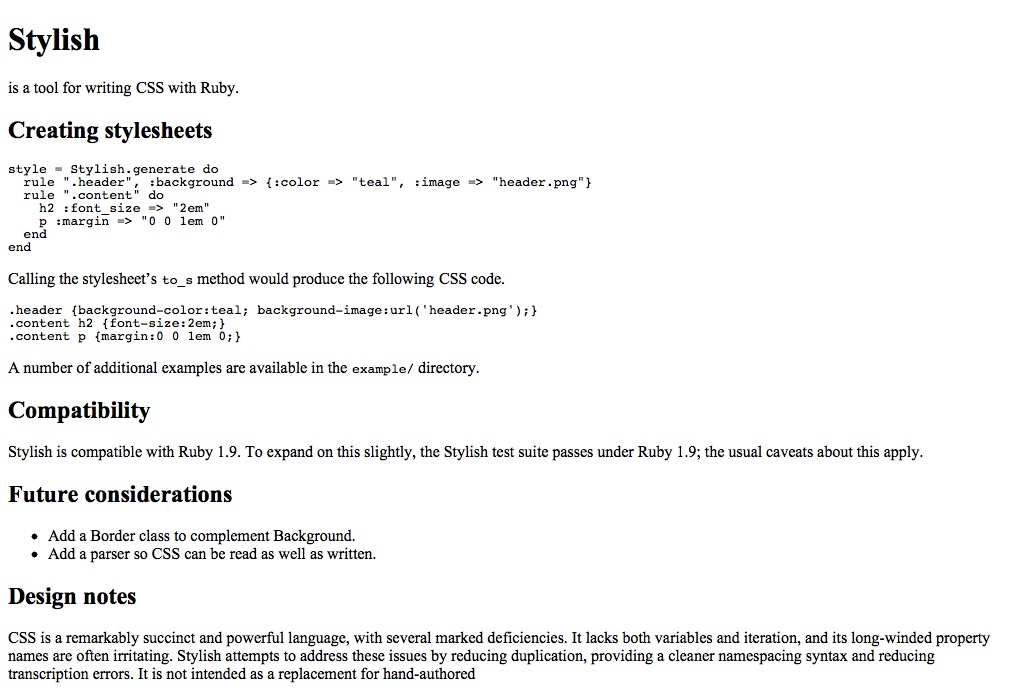 Stylish
is a tool for writing CSS with Ruby.
Creating stylesheets
style = Stylish.generate do
  rule ".header", :background => {:color => "teal", :image => "header.png"}
  rule ".content" do
    h2 :font_size => "2em"
    p :margin => "0 0 1em 0"
  end
end
Calling the stylesheet’s to_s method would produce the following CSS code.
.header {background-color:teal; background-image:url('header.png');}
.content h2 {font-size:2em;}
.content p {margin:0 0 1em 0;}
A number of additional examples are available in the example/ directory.
Compatibility
Stylish is compatible with Ruby 1.9. To expand on this slightly, the Stylish test suite passes under Ruby 1.9; the usual caveats about this apply.
Future considerations
• Add a Border class to complement Background.
• Add a parser so CSS can be read as well as written.
Design notes
CSS is a remarkably succinct and powerful language, with several marked deficiencies. It lacks both variables and iteration, and its long-winded property
names are often irritating. Stylish attempts to address these issues by reducing duplication, providing a cleaner namespacing syntax and reducing
transcription errors. It is not intended as a replacement for hand-authored